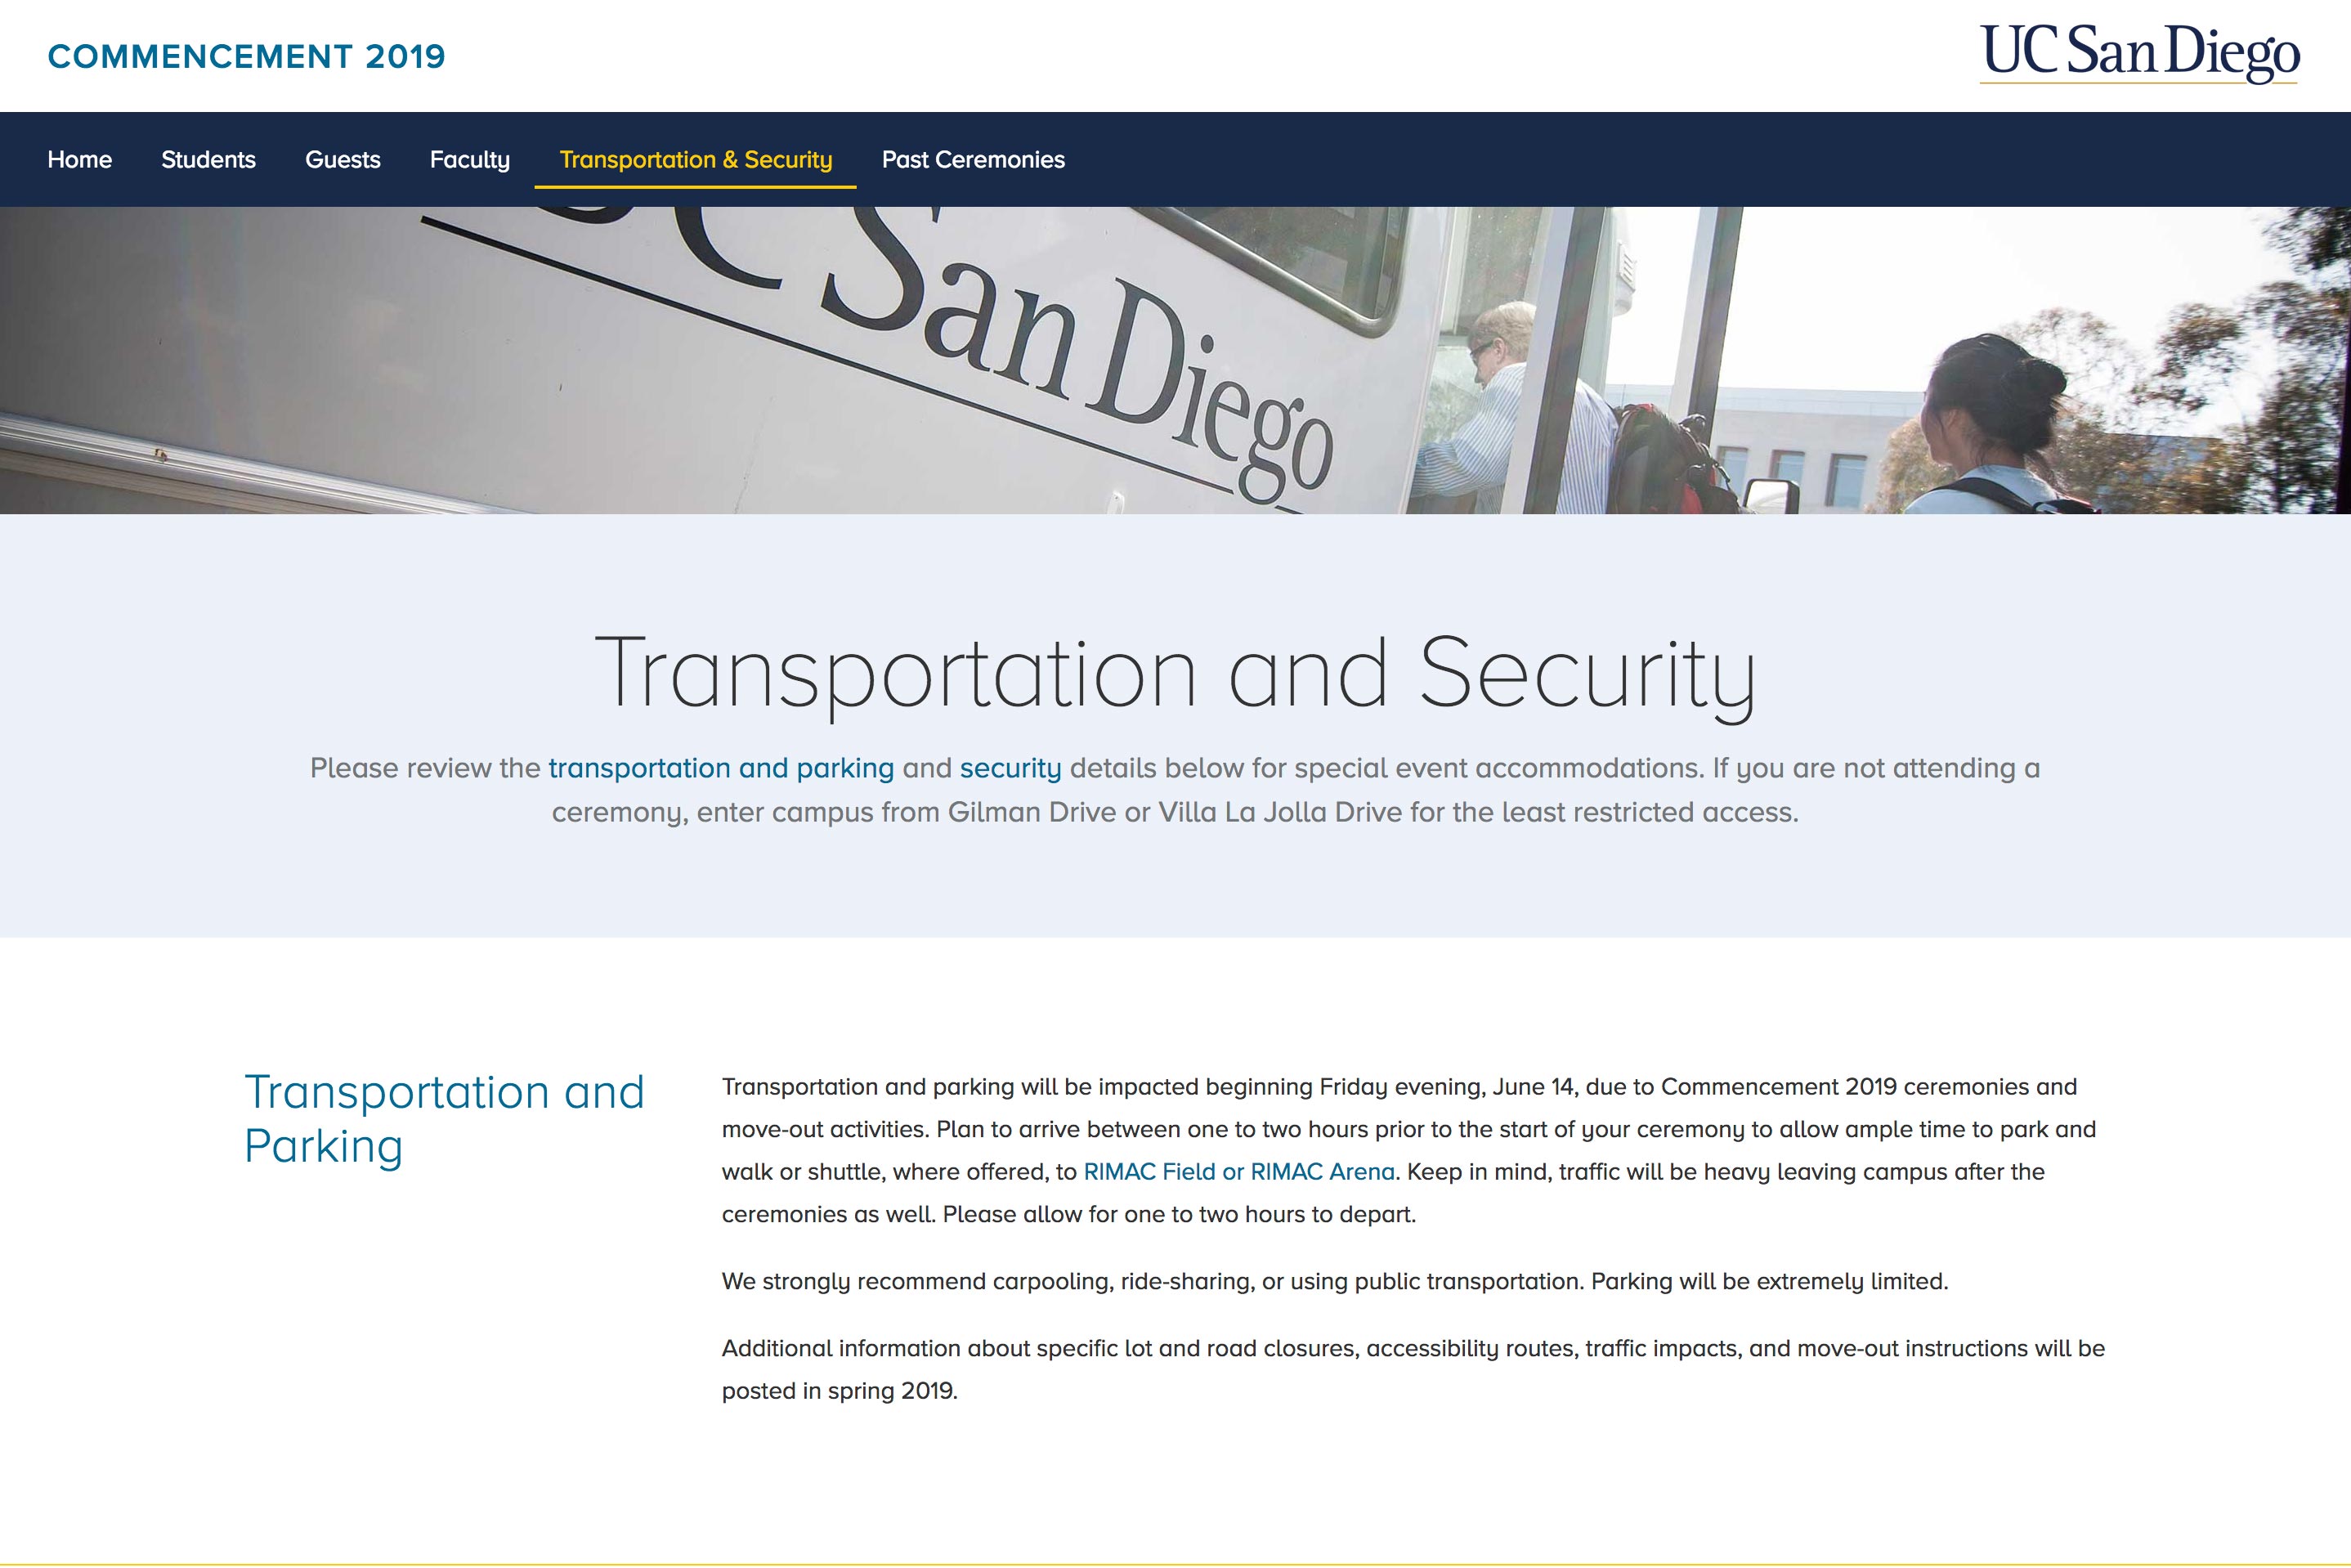 COMMENCEMENT 2019
UC San Diego
Home Students Guests Faculty Transportation & Security Past Ceremonies
UC San Diego
Transportation and Security
Please review the transportation and parking and security details below for special event accommodations. If you are not attending a
ceremony, enter campus from Gilman Drive or Villa La Jolla Drive for the least restricted access.
Transportation and
Parking
Transportation and parking will be impacted beginning Friday evening, June 14, due to Commencement 2019 ceremonies and
move-out activities. Plan to arrive between one to two hours prior to the start of your ceremony to allow ample time to park and
walk or shuttle, where offered, to RIMAC Field or RIMAC Arena. Keep in mind, traffic will be heavy leaving campus after the
ceremonies as well. Please allow for one to two hours to depart.
We strongly recommend carpooling, ride-sharing, or using public transportation. Parking will be extremely limited.
Additional information about specific lot and road closures, accessibility routes, traffic impacts, and move-out instructions will be
posted in spring 2019.